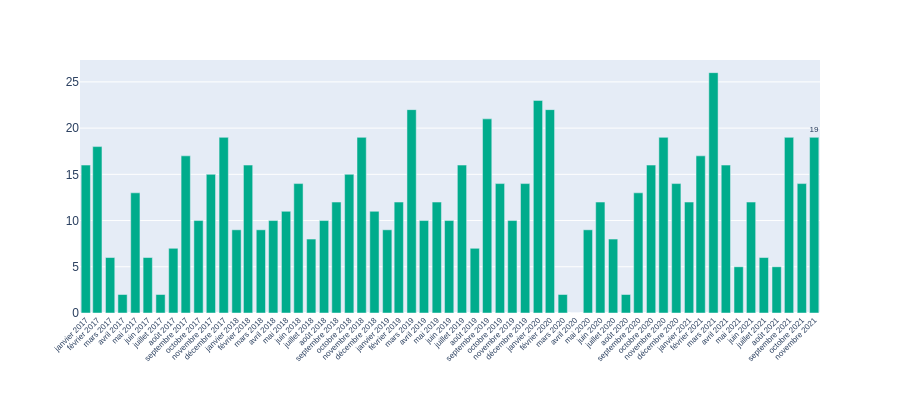 25
20
15
10
5
0
19
janvier 2017
février 2017
mars 2017
avril 2017
mai 2017
juin 2017
juillet 2017
août 2017
septembre 2017
octobre 2017
novembre 2017
décembre 2017
janvier 2018
février 2018
mars 2018
avril 2018
mai 2018
juin 2018
juillet 2018
août 2018
septembre 2018
octobre 2018
novembre 2018
décembre 2018
janvier 2019
février 2019
mars 2019
avril 2019
mai 2019
juin 2019
juillet 2019
août 2019
septembre 2019
octobre 2019
novembre 2019
décembre 2019
janvier 2020
février 2020
mars 2020
avril 2020
mai 2020
juin 2020
juillet 2020
août 2020
septembre 2020
octobre 2020
novembre 2020
décembre 2020
janvier 2021
février 2021
mars 2021
avril 2021
mai 2021
juin 2021
juillet 2021
août 2021
septembre 2021
octobre 2021
novembre 2021